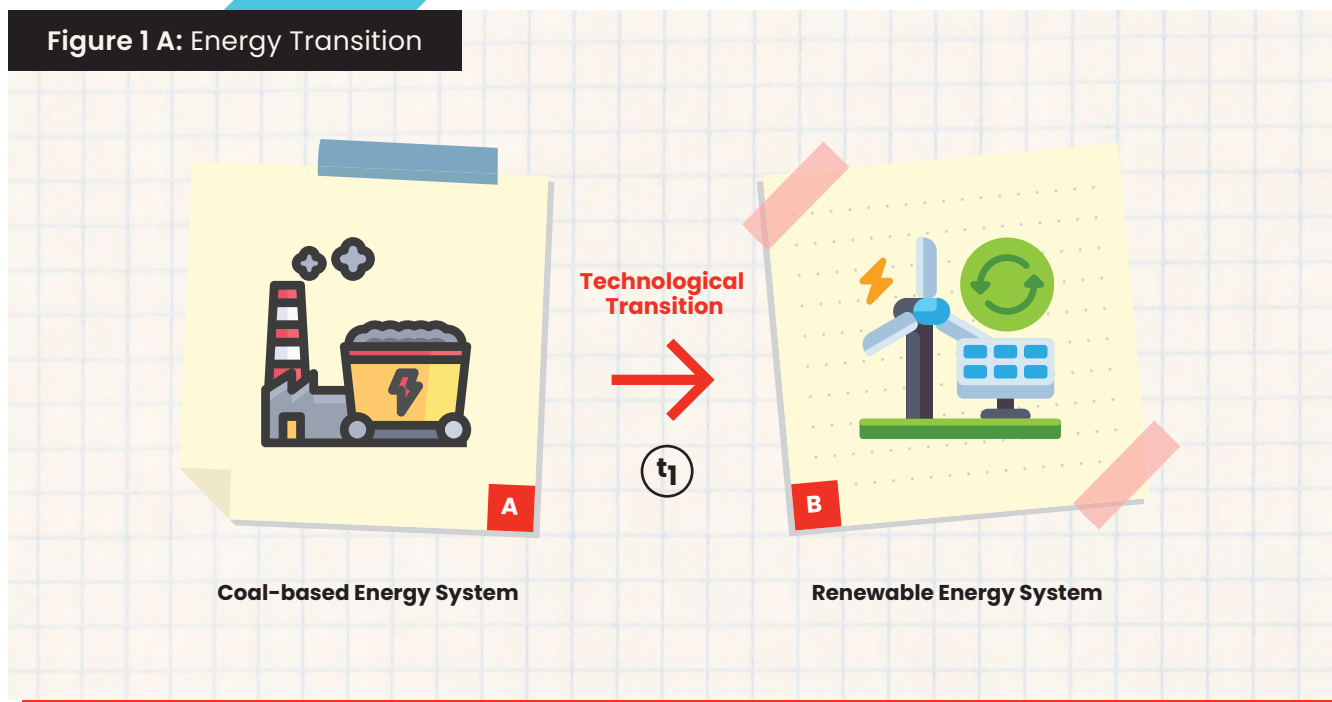 Figure 1 A: Energy Transition
Technological
Transition
t1
A
B
Coal-based Energy System
Renewable Energy System